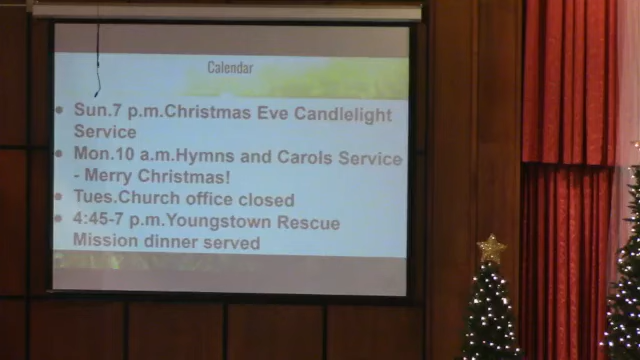 Calendar
• Sun.7 p.m.Christmas Eve Candlelight
Service
• Mon.10 a.m.Hymns and Carols Service
- Merry Christmas!
• Tues.Church office closed
• 4:45-7 p.m.Youngstown Rescue
Mission dinner served